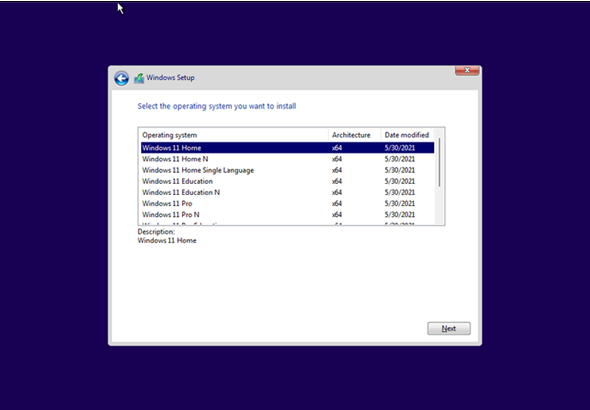 Windows Setup
Select the operating system you want to install
Operating system Architecture Date modified
Windows 11 Home x64 5/30/2021
Windows 11 Home N x64 5/30/2021
Windows 11 Home Single Language x64 5/30/2021
Windows 11 Education x64 5/30/2021
Windows 11 Education N x64 5/30/2021
Windows 11 Pro x64 5/30/2021
Windows 11 Pro N x64 5/30/2021
Description:
Windows 11 Home
Next